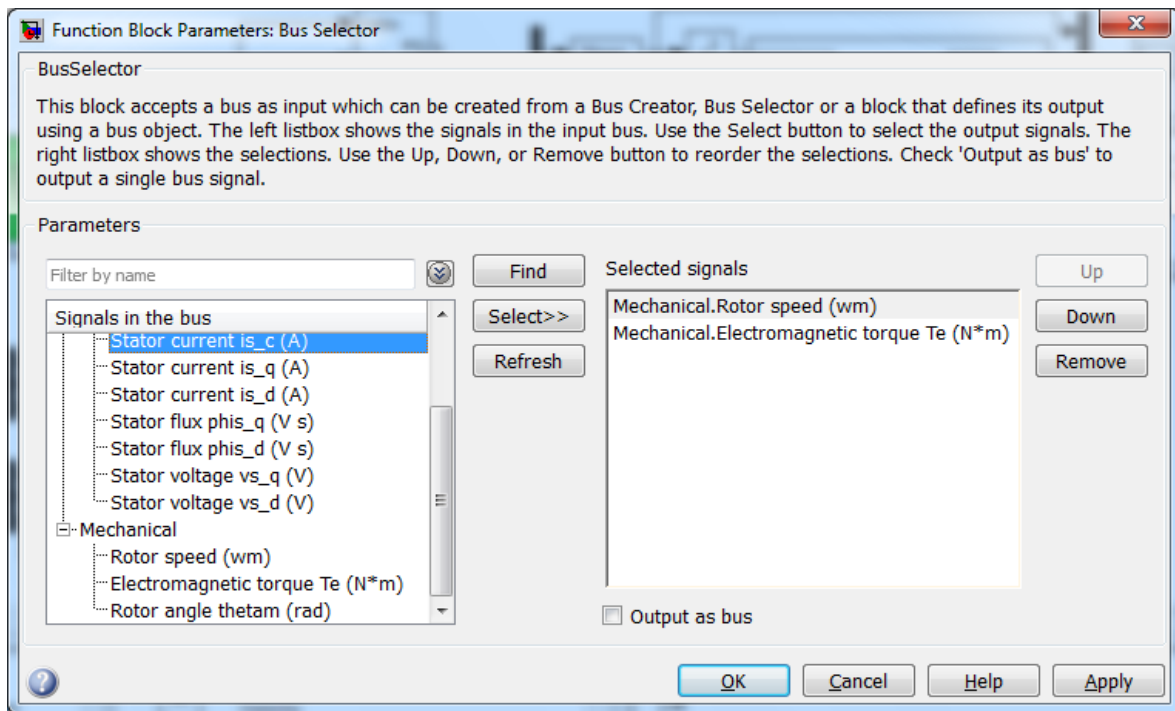 Function Block Parameters: Bus Selector
BusSelector
This block accepts a bus as input which can be created from a Bus Creator, Bus Selector or a block that defines its output
using a bus object. The left listbox shows the signals in the input bus. Use the Select button to select the output signals. The
right listbox shows the selections. Use the Up, Down, or Remove button to reorder the selections. Check 'Output as bus' to
output a single bus signal.
Parameters
Filter by name
Signals in the bus
Stator current is_c (A)
Stator current is_q (A)
Stator current is_d (A)
Stator flux phis_q (V s)
Stator flux phis_d (V s)
Stator voltage vs_q (V)
Stator voltage vs_d (V)
Mechanical
Rotor speed (wm)
Electromagnetic torque Te (N*m)
Rotor angle thetam (rad)
Find
Select>>
Refresh
Selected signals
Mechanical.Rotor speed (wm)
Mechanical.Electromagnetic torque Te (N*m)
Output as bus
Up
Down
Remove
OK
Cancel
Help
Apply